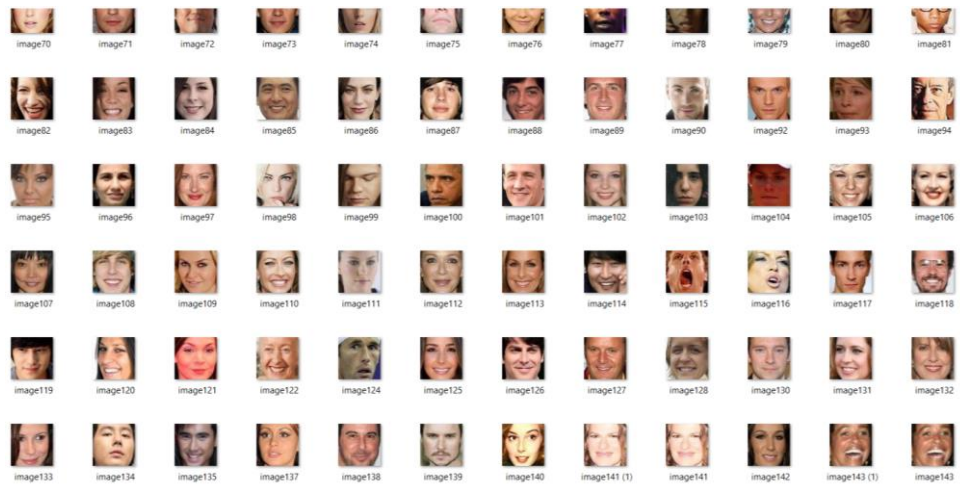 image70 image71 image72 image73 image74 image75 image76 image77 image78 image79 image80 image81
image82 image83 image84 image85 image86 image87 image88 image89 image90 image92 image93 image94
image95 image96 image97 image98 image99 image100 image101 image102 image103 image104 image105 image106
image107 image108 image109 image110 image111 image112 image113 image114 image115 image116 image117 image118
image119 image120 image121 image122 image124 image125 image126 image127 image128 image130 image131 image132
image133 image134 image135 image137 image138 image139 image140 image141 (1) image141 image142 image143 (1) image143